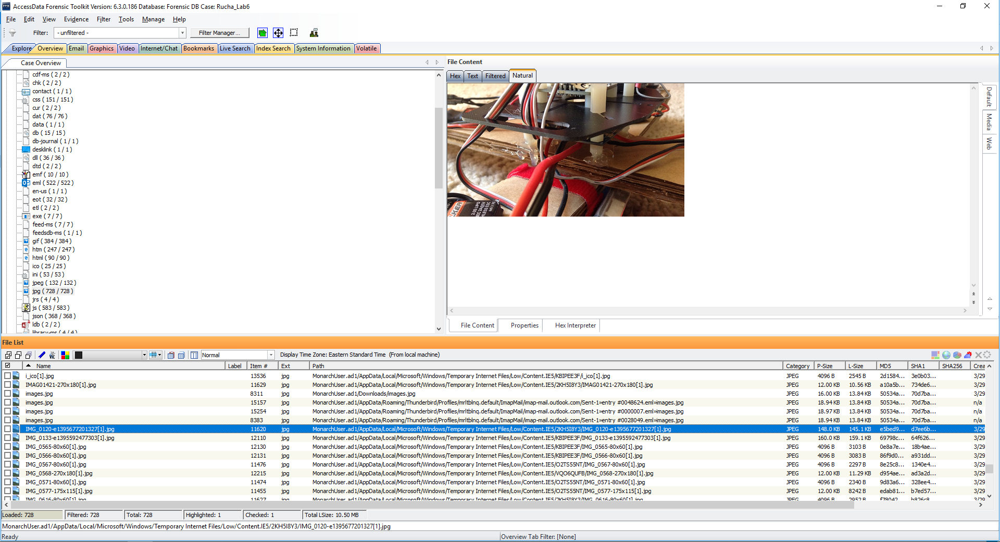 AccessData Forensic Toolkit Version: 6.3.0.186 Database: Forensic DB Case: Rucha_Lab6
File Edit View Evidence Filter Tools Manage Help
Filter: - unfiltered - Filter Manager...
Explore Overview Email Graphics Video Internet/Chat Bookmarks Live Search Index Search System Information Volatile
Case Overview
cdf-ms ( 2 / 2 )
chk ( 2 / 2 )
contact ( 1 / 1 )
css ( 151 / 151 )
cur ( 2 / 2 )
dat ( 76 / 76 )
data ( 1 / 1 )
db ( 15 / 15 )
db-journal ( 1 / 1 )
desklink ( 1 / 1 )
dll ( 36 / 36 )
dtd ( 2 / 2 )
emf ( 10 / 10 )
eml ( 522 / 522 )
en-us ( 1 / 1 )
eot ( 32 / 32 )
etl ( 2 / 2 )
exe ( 7 / 7 )
feed-ms ( 7 / 7 )
feedsdb-ms ( 1 / 1 )
gif ( 384 / 384 )
htm ( 247 / 247 )
html ( 90 / 90 )
ico ( 25 / 25 )
ini ( 53 / 53 )
jpeg ( 132 / 132 )
jpg ( 728 / 728 )
jrs ( 4 / 4 )
js ( 583 / 583 )
json ( 368 / 368 )
ldb ( 2 / 2 )
library-ms ( 4 / 4 )
File Content
Hex Text Filtered Natural
2-3S LIPO
Default
Media
Web
File Content Properties Hex Interpreter
File List
Normal Display Time Zone: Eastern Standard Time (From local machine)
Name Label Item # Ext Path Category P-Size L-Size MD5 SHA1 SHA256 Crea
i_ico[1].jpg 13536 jpg MonarchUser.ad1/AppData/Local/Microsoft/Windows/Temporary Internet Files/Low/Content.IE5/KBIPEE3F/i_ico[1].jpg JPEG 4096 B 2545 B 2d1584... 3e0b03... 3/29
IMAG01421-270x180[1].jpg 11629 jpg MonarchUser.ad1/AppData/Local/Microsoft/Windows/Temporary Internet Files/Low/Content.IE5/2KH5I8Y3/IMAG01421-270x180[1].jpg JPEG 12.00 KB 10.56 KB a10a5b... 734de6... 3/29
images.jpg 8311 jpg MonarchUser.ad1/Downloads/images.jpg JPEG 16.00 KB 13.84 KB 50534a... 70d7ba... 3/29
images.jpg 15157 jpg MonarchUser.ad1/AppData/Roaming/Thunderbird/Profiles/mrltblnq.default/ImapMail/imap-mail.outlook.com/Sent-1»entry #0048624.eml»images.jpg JPEG 18.94 KB 13.84 KB 50534a... 70d7ba... n/a
images.jpg 15254 jpg MonarchUser.ad1/AppData/Roaming/Thunderbird/Profiles/mrltblnq.default/ImapMail/imap-mail.outlook.com/Sent-1»entry #0000007.eml»images.jpg JPEG 18.97 KB 13.84 KB 50534a... 70d7ba... n/a
images.jpg 8383 jpg MonarchUser.ad1/AppData/Roaming/Thunderbird/Profiles/mrltblnq.default/ImapMail/imap-mail.outlook.com/Sent-1»entry #0028049.eml»images.jpg JPEG 18.94 KB 13.84 KB 50534a... 70d7ba... n/a
IMG_0120-e1395677201327[1].jpg 11620 jpg MonarchUser.ad1/AppData/Local/Microsoft/Windows/Temporary Internet Files/Low/Content.IE5/2KH5I8Y3/IMG_0120-e1395677201327[1].jpg JPEG 148.0 KB 145.1 KB e5bed9... d7ee6b... 3/29
IMG_0133-e1395592477303[1].jpg 12110 jpg MonarchUser.ad1/AppData/Local/Microsoft/Windows/Temporary Internet Files/Low/Content.IE5/KBIPEE3F/IMG_0133-e1395592477303[1].jpg JPEG 160.0 KB 159.1 KB 69798c... 64f626... 3/29
IMG_0565-80x60[1].jpg 12130 jpg MonarchUser.ad1/AppData/Local/Microsoft/Windows/Temporary Internet Files/Low/Content.IE5/KBIPEE3F/IMG_0565-80x60[1].jpg JPEG 4096 B 3103 B 0e8a7e... 18b4ae... 3/29
IMG_0566-80x60[1].jpg 12131 jpg MonarchUser.ad1/AppData/Local/Microsoft/Windows/Temporary Internet Files/Low/Content.IE5/KBIPEE3F/IMG_0566-80x60[1].jpg JPEG 4096 B 3083 B 86f9d0... a931dd... 3/29
IMG_0567-80x60[1].jpg 11476 jpg MonarchUser.ad1/AppData/Local/Microsoft/Windows/Temporary Internet Files/Low/Content.IE5/O2TS55NT/IMG_0567-80x60[1].jpg JPEG 4096 B 2297 B 8e25c8... 1340e4... 3/29
IMG_0568-270x180[1].jpg 12215 jpg MonarchUser.ad1/AppData/Local/Microsoft/Windows/Temporary Internet Files/Low/Content.IE5/VQO6QUFB/IMG_0568-270x180[1].jpg JPEG 12.00 KB 11.29 KB d954ae... ad3a2d... 3/29
IMG_0571-80x60[1].jpg 11474 jpg MonarchUser.ad1/AppData/Local/Microsoft/Windows/Temporary Internet Files/Low/Content.IE5/O2TS55NT/IMG_0571-80x60[1].jpg JPEG 4096 B 2340 B 9d83a6... 328ee4... 3/29
IMG_0577-175x115[1].jpg 11455 jpg MonarchUser.ad1/AppData/Local/Microsoft/Windows/Temporary Internet Files/Low/Content.IE5/O2TS55NT/IMG_0577-175x115[1].jpg JPEG 12.00 KB 8242 B edab81... b7ed57... 3/29
IMG_0616-80x60[1].jpg 11627 jpg MonarchUser.ad1/AppData/Local/Microsoft/Windows/Temporary Internet Files/Low/Content.IE5/2KH5I8Y3/IMG_0616-80x60[1].jpg JPEG 4096 B 2952 B f78042... b826c8... 3/29
Loaded: 728 Filtered: 728 Total: 728 Highlighted: 1 Checked: 1 Total LSize: 10.50 MB
MonarchUser.ad1/AppData/Local/Microsoft/Windows/Temporary Internet Files/Low/Content.IE5/2KH5I8Y3/IMG_0120-e1395677201327[1].jpg
Ready Overview Tab Filter: [None]